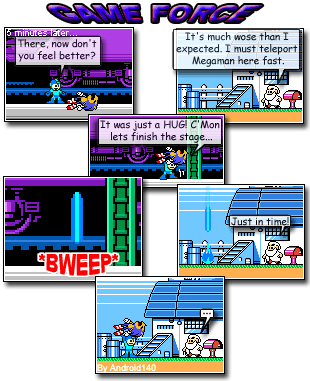 GAME FORCE
5 minutes later...
There, now don't
you feel better?
It's much wose than I
expected. I must teleport
Megaman here fast.
It was just a HUG! C'Mon
lets finish the stage...
*BWEEP*
Just in time!
...
By Android140